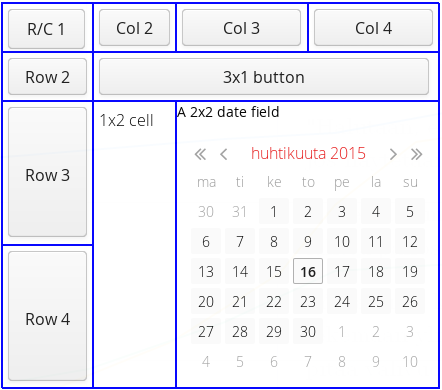 R/C 1 Col 2 Col 3 Col 4
Row 2 3x1 button
Row 3
1x2 cell
A 2x2 date field
« ‹ huhtikuuta 2015 › »
ma ti ke to pe la su
30 31 1 2 3 4 5
6 7 8 9 10 11 12
13 14 15 16 17 18 19
20 21 22 23 24 25 26
27 28 29 30 1 2 3
4 5 6 7 8 9 10
Row 4